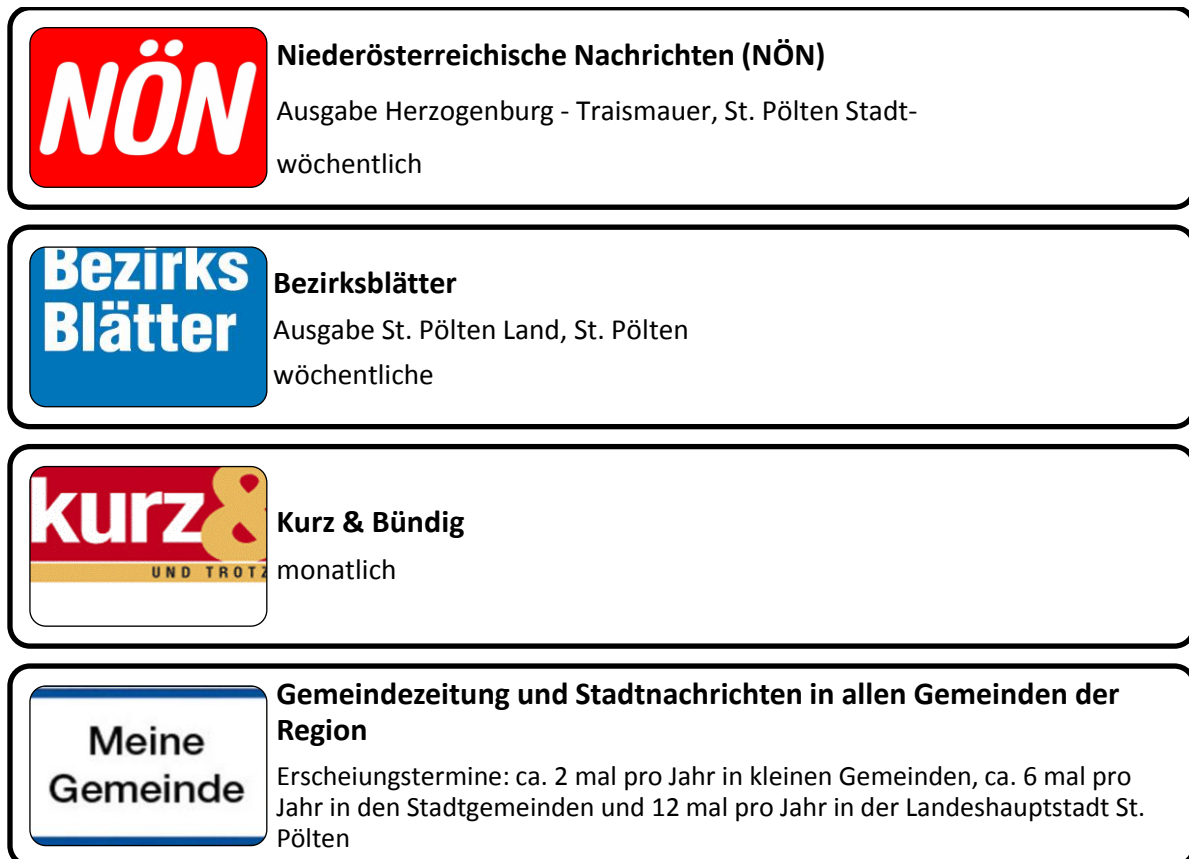 NÖN
Niederösterreichische Nachrichten (NÖN)
Ausgabe Herzogenburg - Traismauer, St. Pölten Stadt-
wöchentlich
Bezirks
Blätter
Bezirksblätter
Ausgabe St. Pölten Land, St. Pölten
wöchentliche
kurz&
UND TROTZ
Kurz & Bündig
monatlich
Meine
Gemeinde
Gemeindezeitung und Stadtnachrichten in allen Gemeinden der
Region
Erscheiungstermine: ca. 2 mal pro Jahr in kleinen Gemeinden, ca. 6 mal pro
Jahr in den Stadtgemeinden und 12 mal pro Jahr in der Landeshauptstadt St.
Pölten